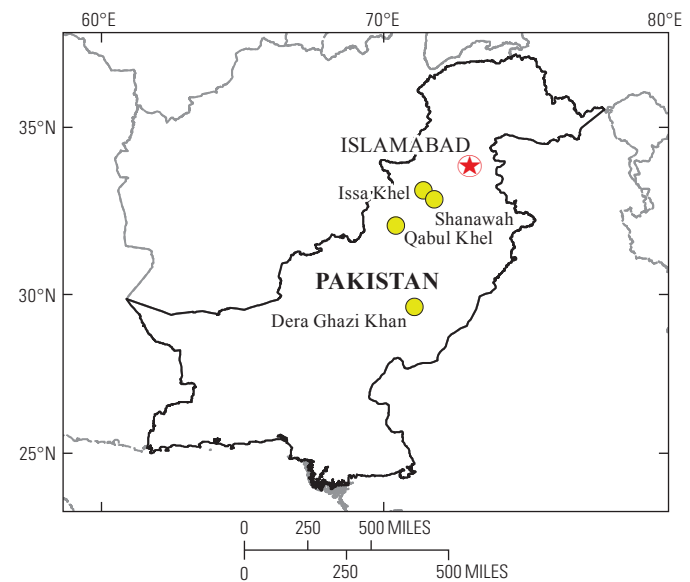 60°E 70°E 80°E
35°N
ISLAMABAD
Issa Khel
Shanawah
Qabul Khel
PAKISTAN
30°N
Dera Ghazi Khan
25°N
0 250 500 MILES
0 250 500 MILES